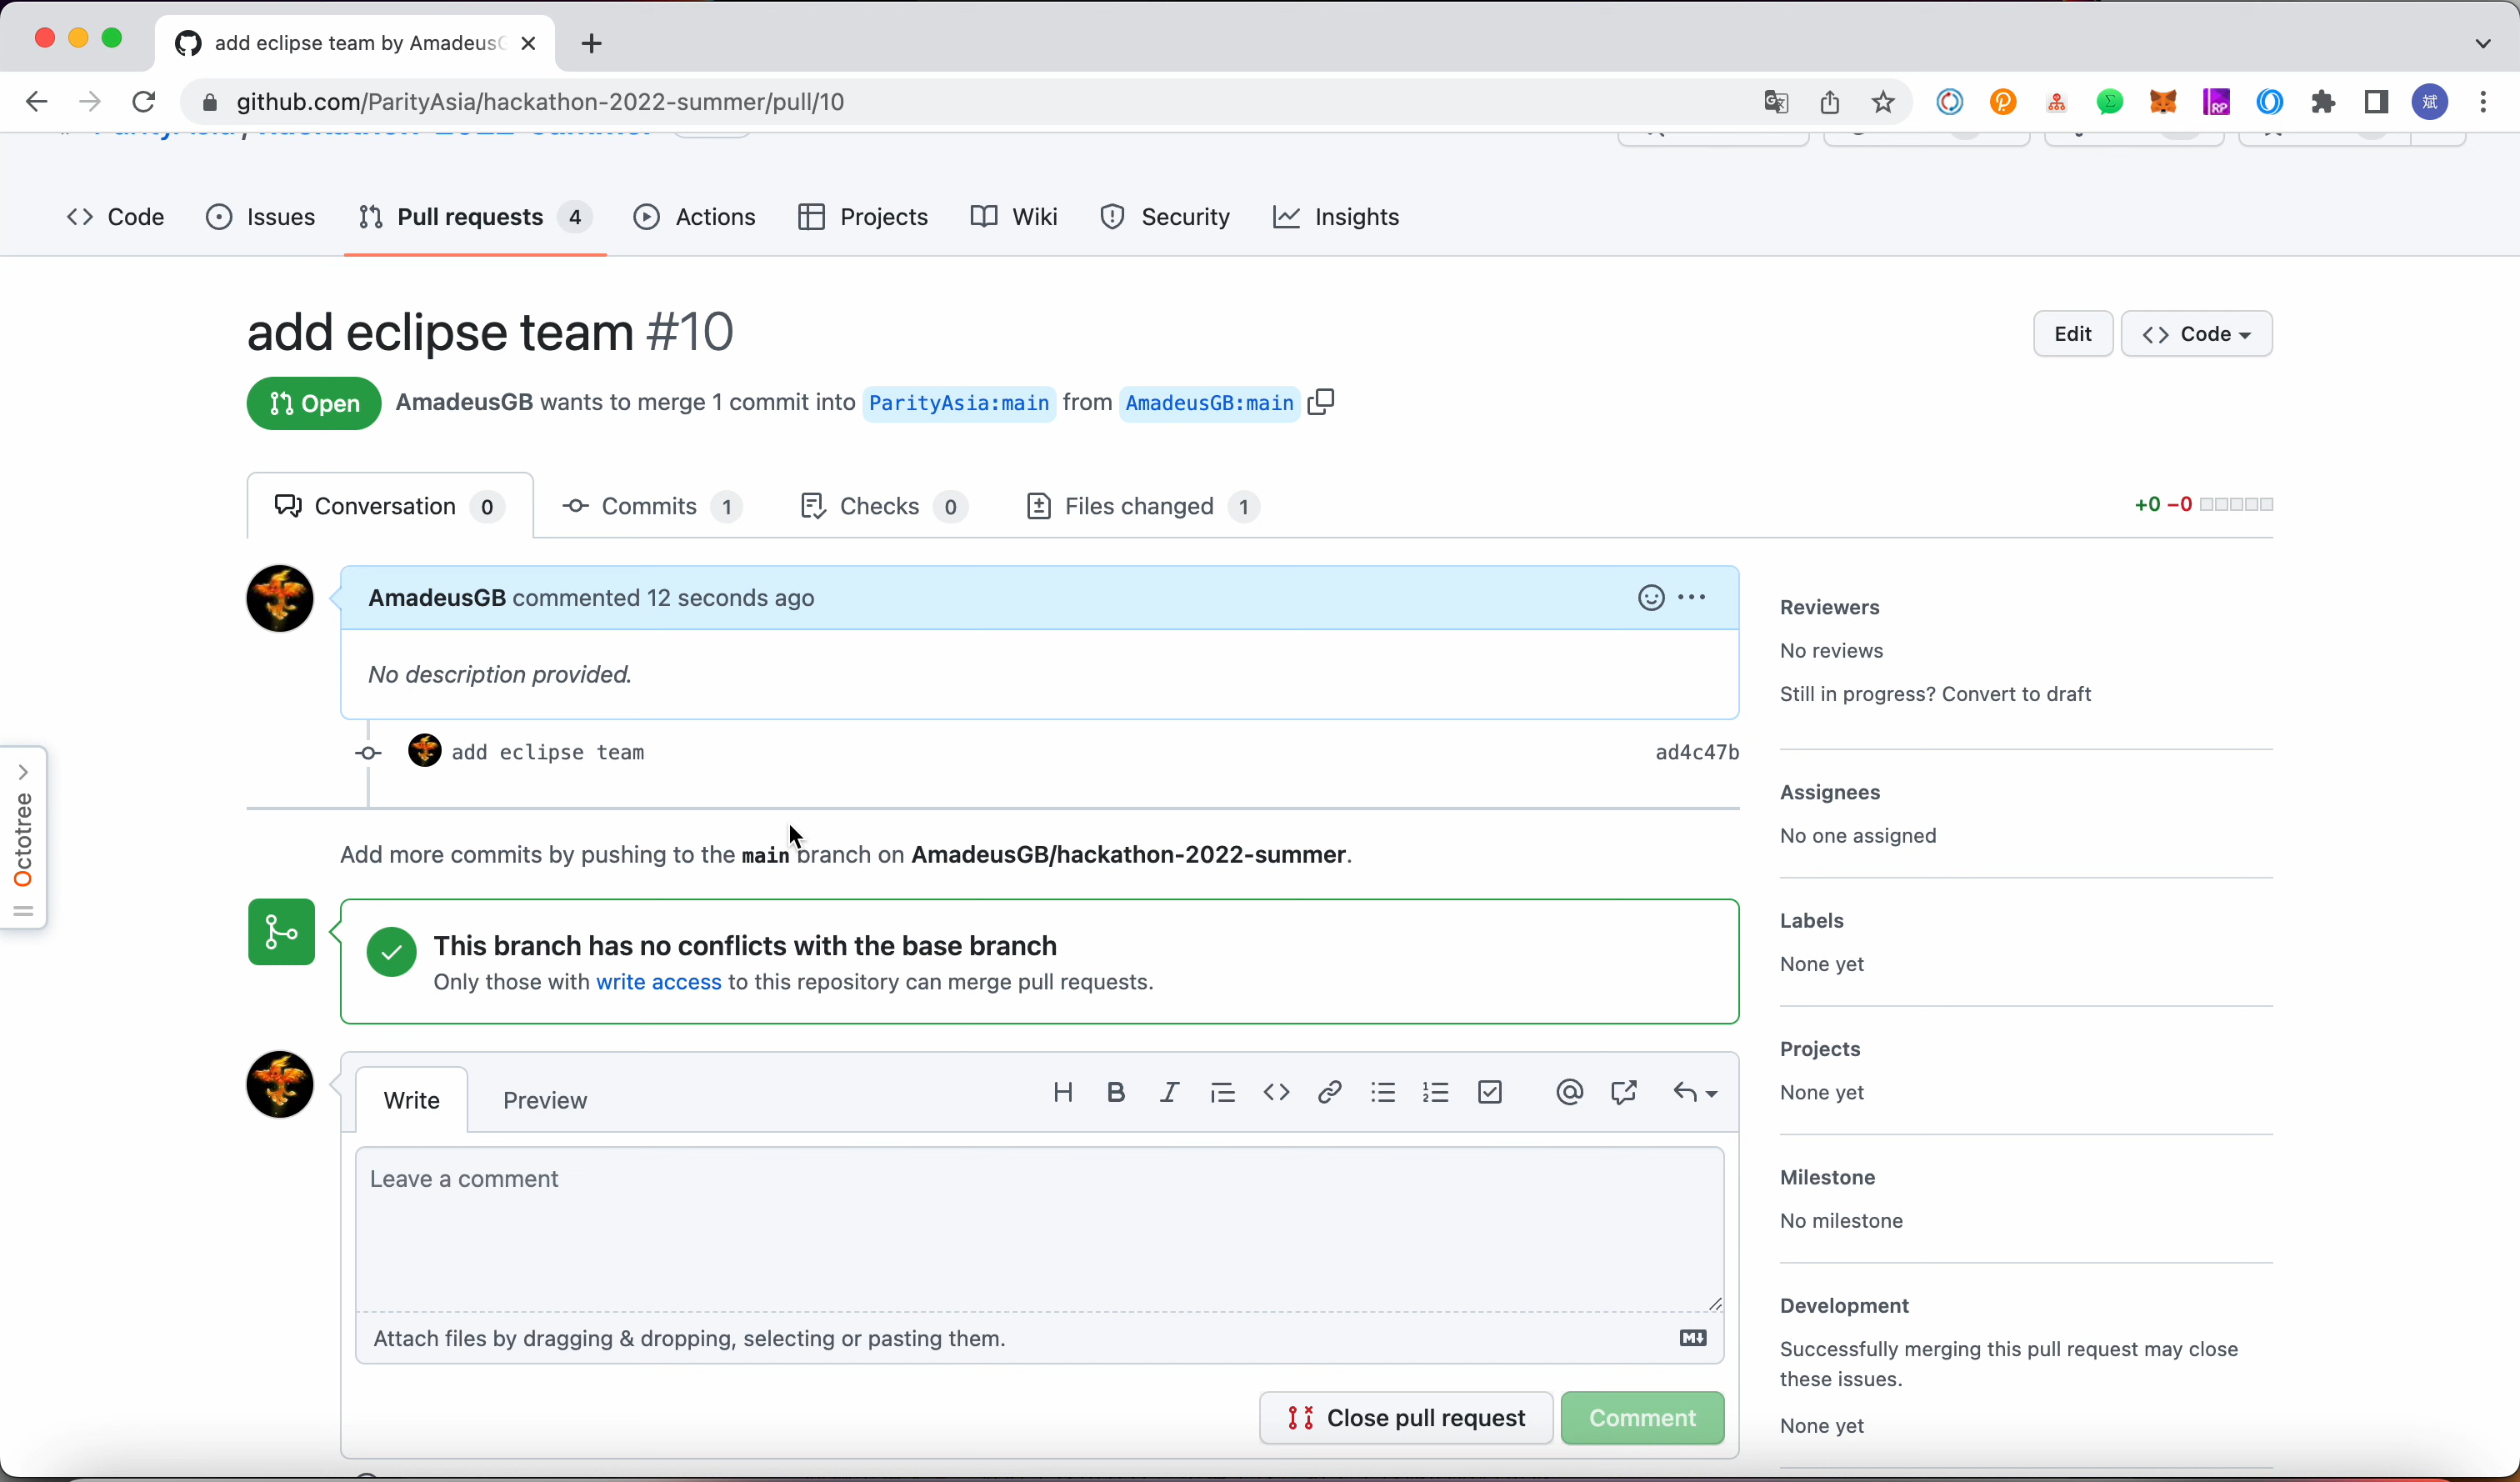 add eclipse team by AmadeusG
github.com/ParityAsia/hackathon-2022-summer/pull/10
RP
斌
Code
Issues
Pull requests 4
Actions
Projects
Wiki
Security
Insights
add eclipse team #10
Edit
Code
Open
AmadeusGB wants to merge 1 commit into ParityAsia:main from AmadeusGB:main
Conversation 0
Commits 1
Checks 0
Files changed 1
+0 −0
AmadeusGB commented 12 seconds ago
No description provided.
add eclipse team
ad4c47b
Add more commits by pushing to the main branch on AmadeusGB/hackathon-2022-summer.
This branch has no conflicts with the base branch
Only those with write access to this repository can merge pull requests.
Write
Preview
Leave a comment
Attach files by dragging & dropping, selecting or pasting them.
Close pull request
Comment
Reviewers
No reviews
Still in progress? Convert to draft
Assignees
No one assigned
Labels
None yet
Projects
None yet
Milestone
No milestone
Development
Successfully merging this pull request may close
these issues.
None yet
Octotree